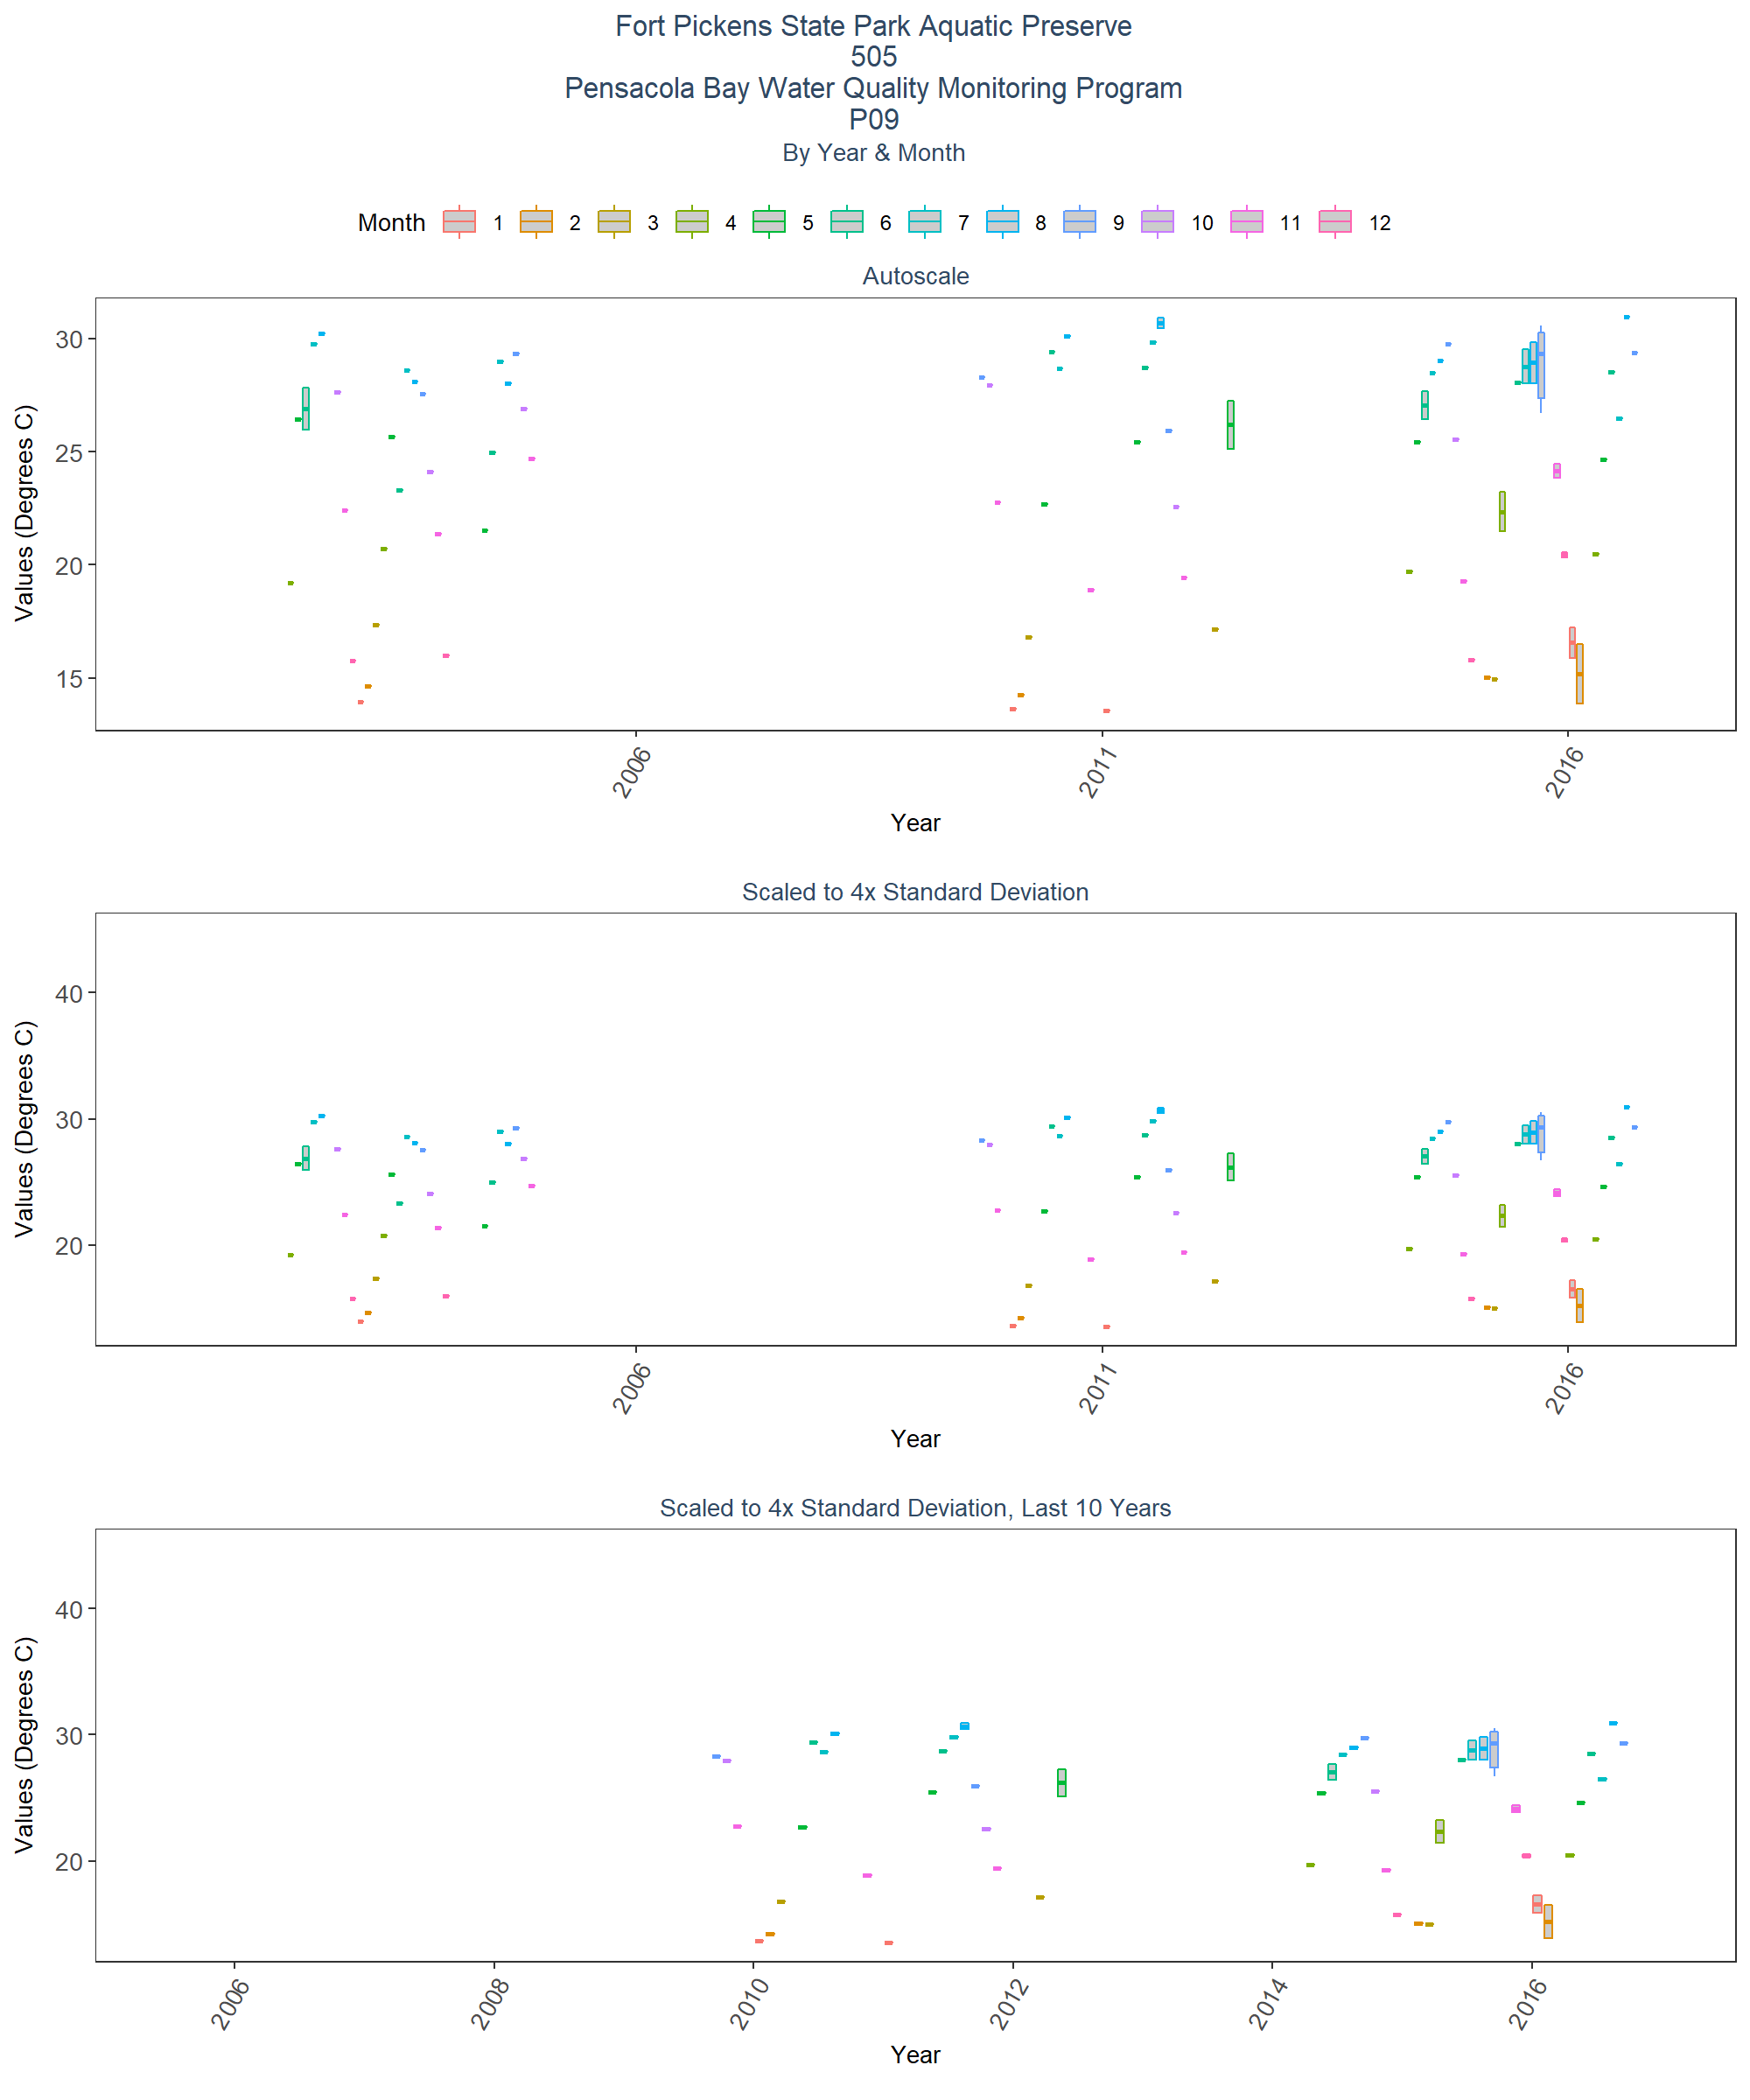 Fort Pickens State Park Aquatic Preserve
505
Pensacola Bay Water Quality Monitoring Program
P09
By Year & Month
Month 1 2 3 4 5 6 7 8 9 10 11 12
Autoscale
Values (Degrees C)
30
25
20
15
2006 2011 2016
Year
Scaled to 4x Standard Deviation
Values (Degrees C)
40
30
20
2006 2011 2016
Year
Scaled to 4x Standard Deviation, Last 10 Years
Values (Degrees C)
40
30
20
2006 2008 2010 2012 2014 2016
Year